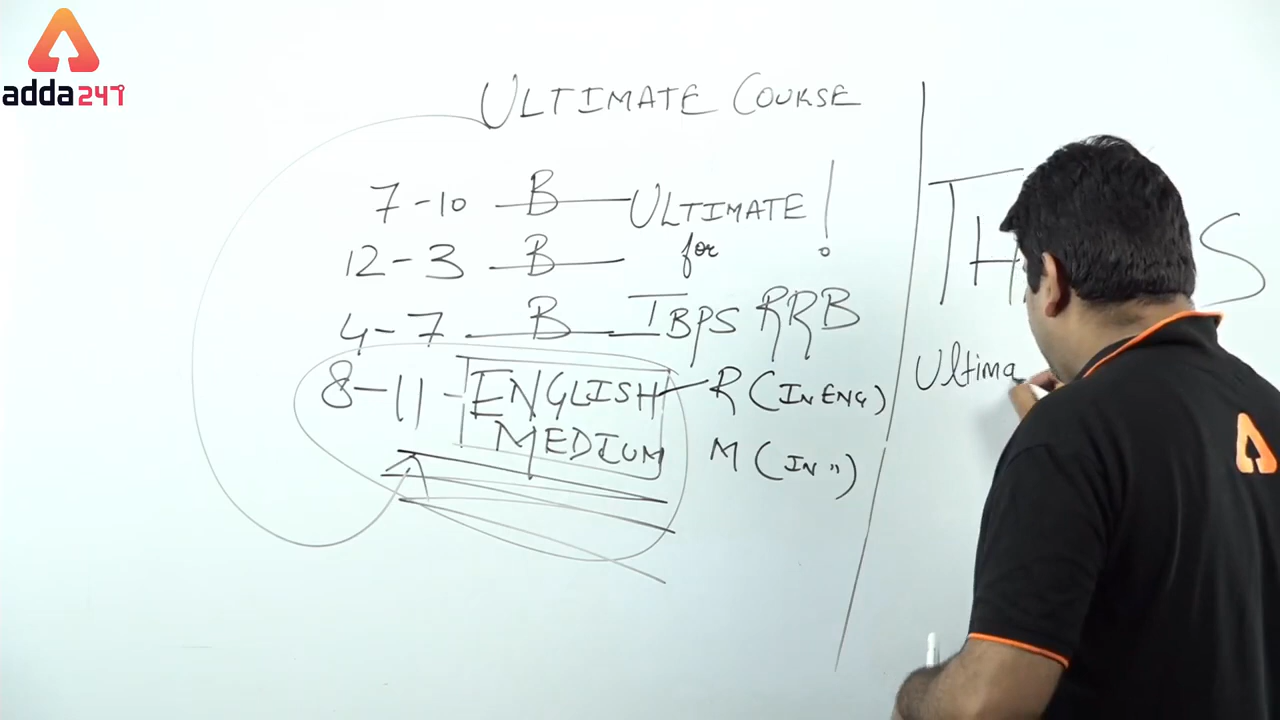 adda247
ULTIMATE COURSE
7-10 — B — ULTIMATE!
12-3 — B — for
4-7 — B — IBPS RRB
8-11 - ENGLISH R (IN ENG)
MEDIUM M (IN ")
Ultima